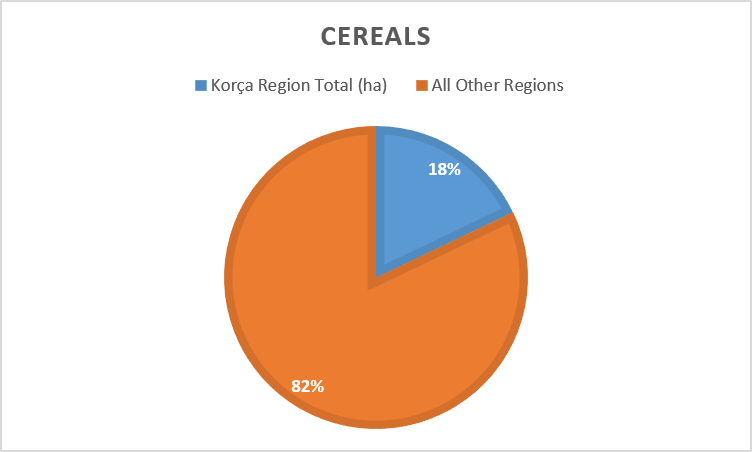 CEREALS
Korça Region Total (ha) All Other Regions
18%
82%